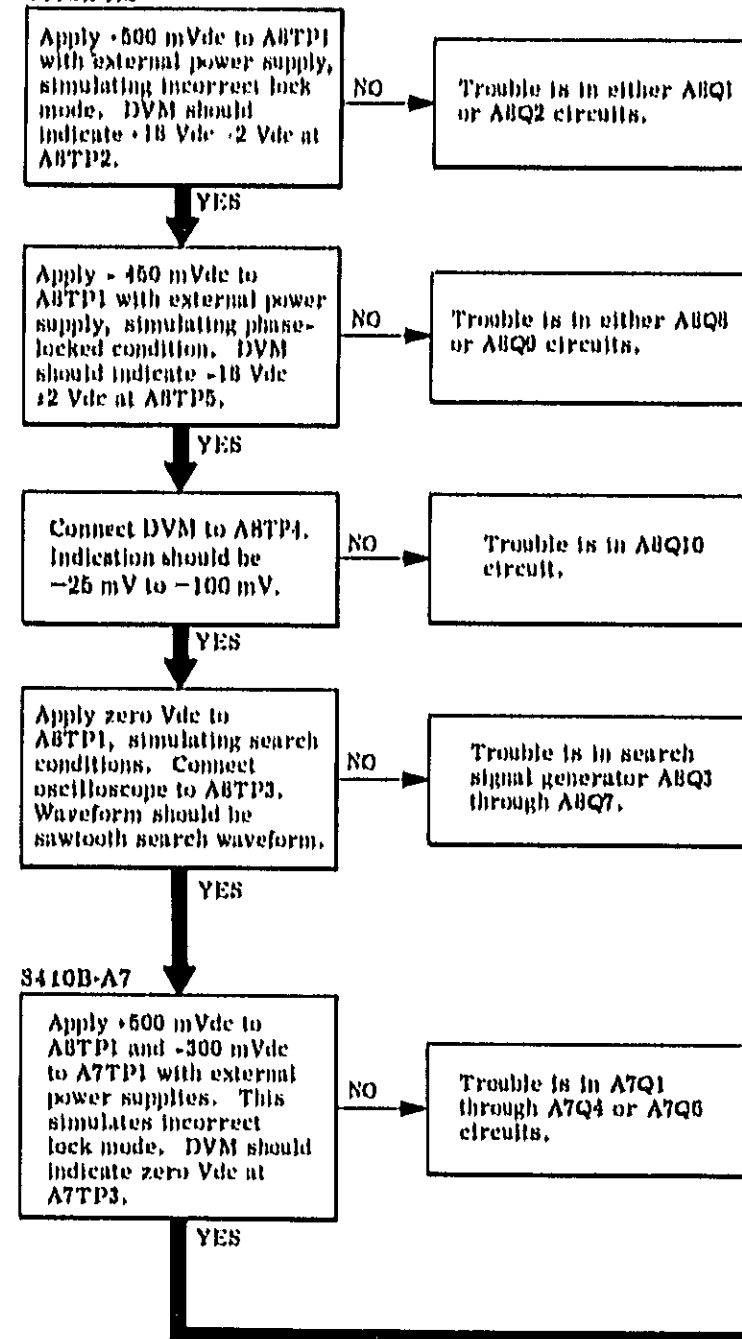 Apply +500 mVdc to A8TP1
with external power supply,
simulating incorrect lock
mode. DVM should
indicate +18 Vdc ±2 Vdc at
A8TP2.
NO
Trouble is in either A8Q1
or A8Q2 circuits.
YES
Apply - 450 mVdc to
A8TP1 with external power
supply, simulating phase-
locked condition. DVM
should indicate -18 Vdc
±2 Vdc at A8TP5.
NO
Trouble is in either A8Q8
or A8Q9 circuits.
YES
Connect DVM to A8TP4.
Indication should be
−25 mV to −100 mV.
NO
Trouble is in A8Q10
circuit.
YES
Apply zero Vdc to
A8TP1, simulating search
conditions. Connect
oscilloscope to A8TP3.
Waveform should be
sawtooth search waveform.
NO
Trouble is in search
signal generator A8Q3
through A8Q7.
YES
8410B-A7
Apply +500 mVdc to
A8TP1 and -300 mVdc
to A7TP1 with external
power supplies. This
simulates incorrect
lock mode. DVM should
indicate zero Vdc at
A7TP3.
NO
Trouble is in A7Q1
through A7Q4 or A7Q6
circuits.
YES